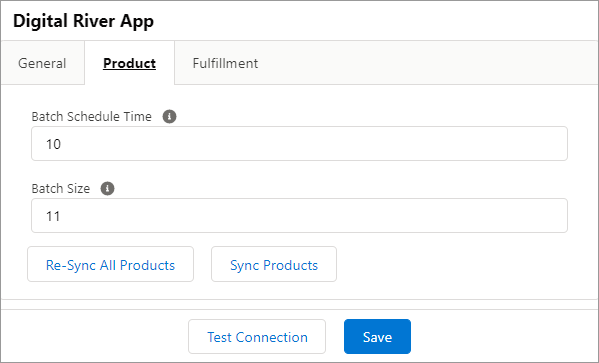 Digital River App
General Product Fulfillment
Batch Schedule Time
10
Batch Size
11
Re-Sync All Products Sync Products
Test Connection Save